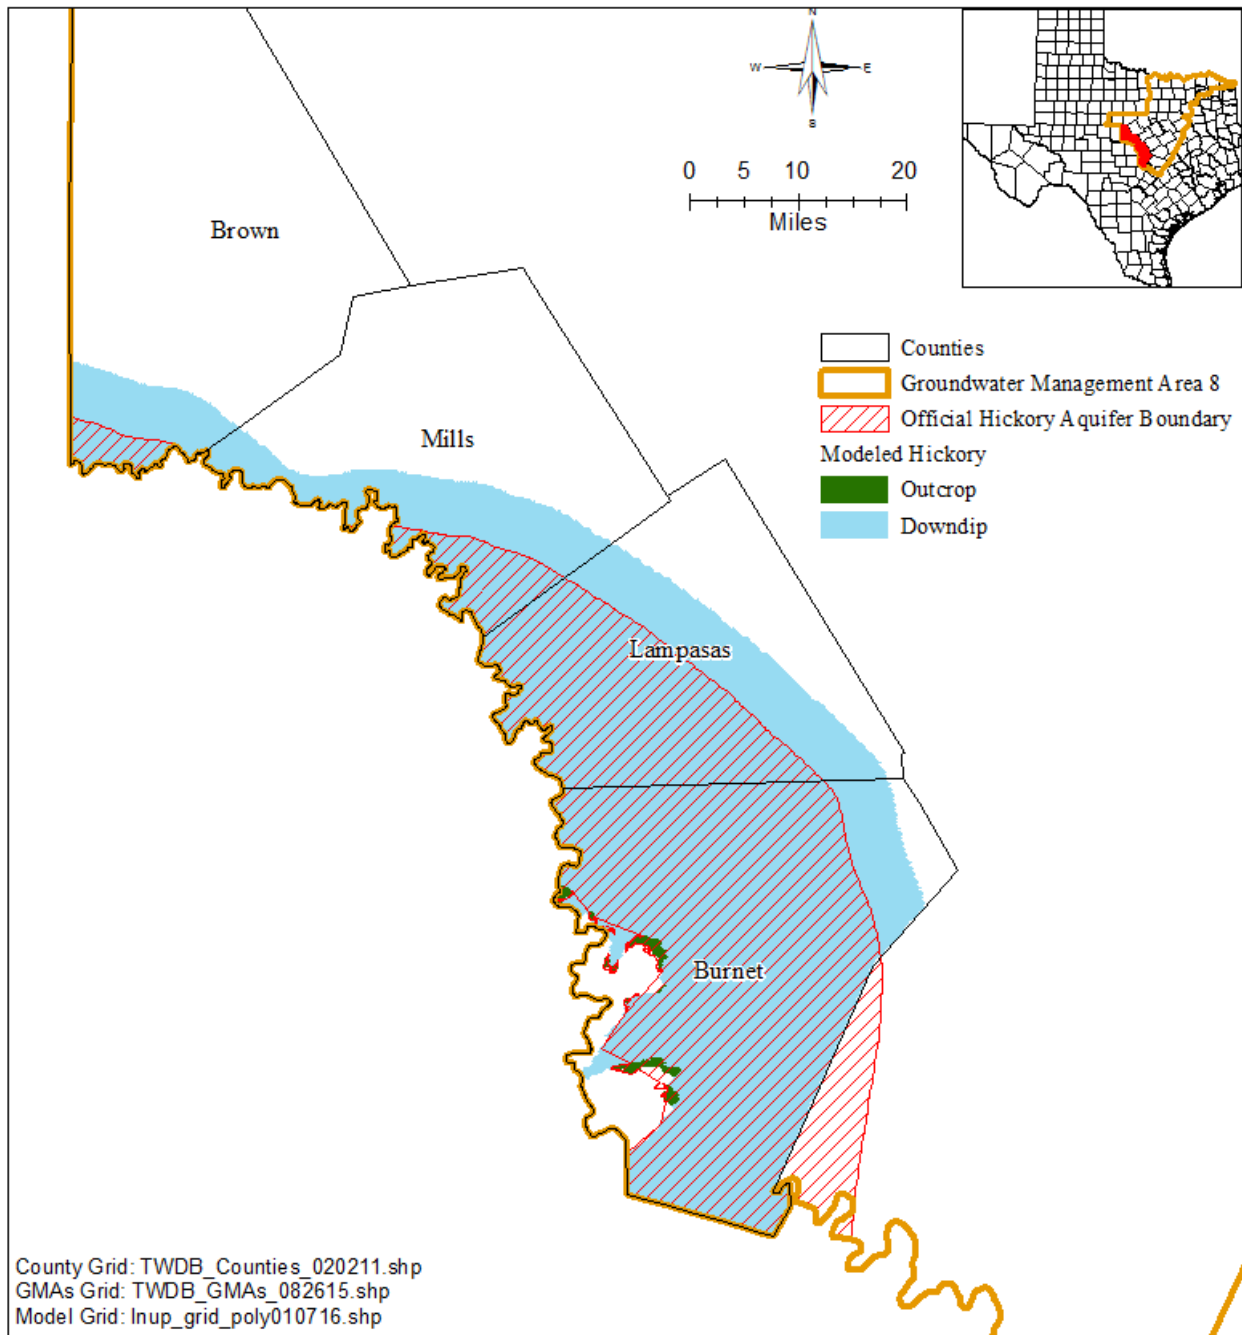 N
W E
S
0 5 10 20
Miles
Brown
Mills
Lampasas
Burnet
Counties
Groundwater Management Area 8
Official Hickory Aquifer Boundary
Modeled Hickory
Outcrop
Downdip
County Grid: TWDB_Counties_020211.shp
GMAs Grid: TWDB_GMAs_082615.shp
Model Grid: lnup_grid_poly010716.shp